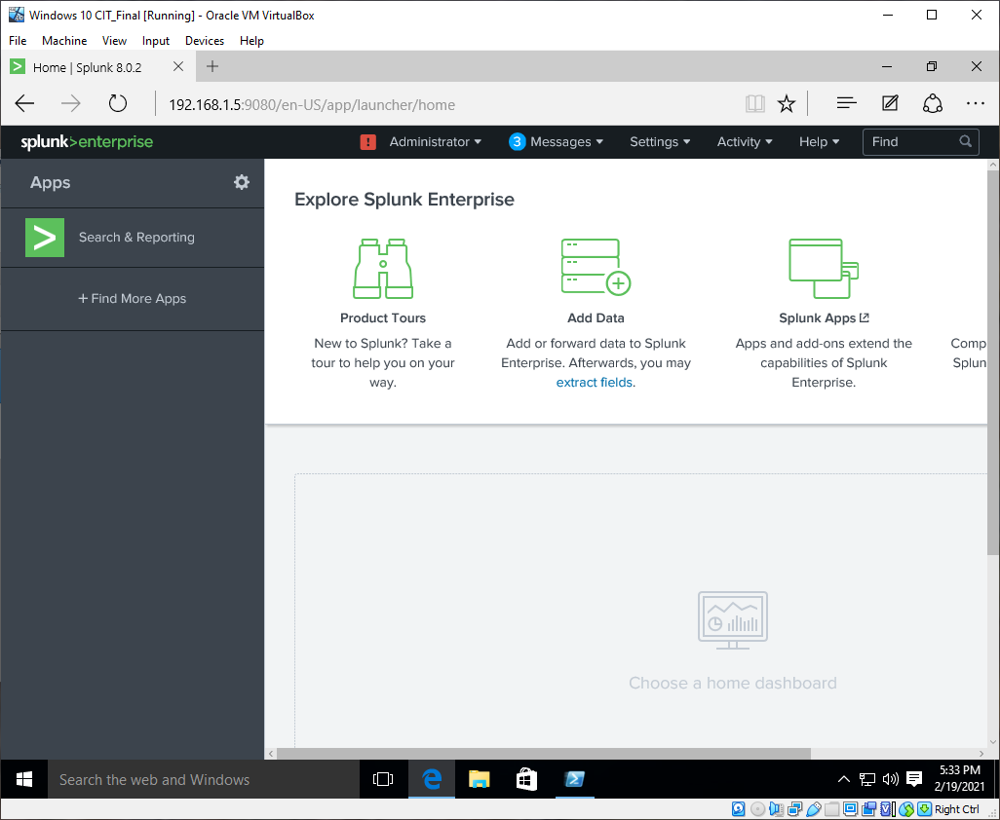 Windows 10 CIT_Final [Running] - Oracle VM VirtualBox
File Machine View Input Devices Help
Home | Splunk 8.0.2
192.168.1.5:9080/en-US/app/launcher/home
splunk>enterprise ! Administrator 3 Messages Settings Activity Help Find
Apps
Search & Reporting
+ Find More Apps
Explore Splunk Enterprise
Product Tours
New to Splunk? Take a
tour to help you on your
way.
Add Data
Add or forward data to Splunk
Enterprise. Afterwards, you may
extract fields.
Splunk Apps
Apps and add-ons extend the
capabilities of Splunk
Enterprise.
Comp
Splun
Choose a home dashboard
Search the web and Windows
5:33 PM
2/19/2021
Right Ctrl